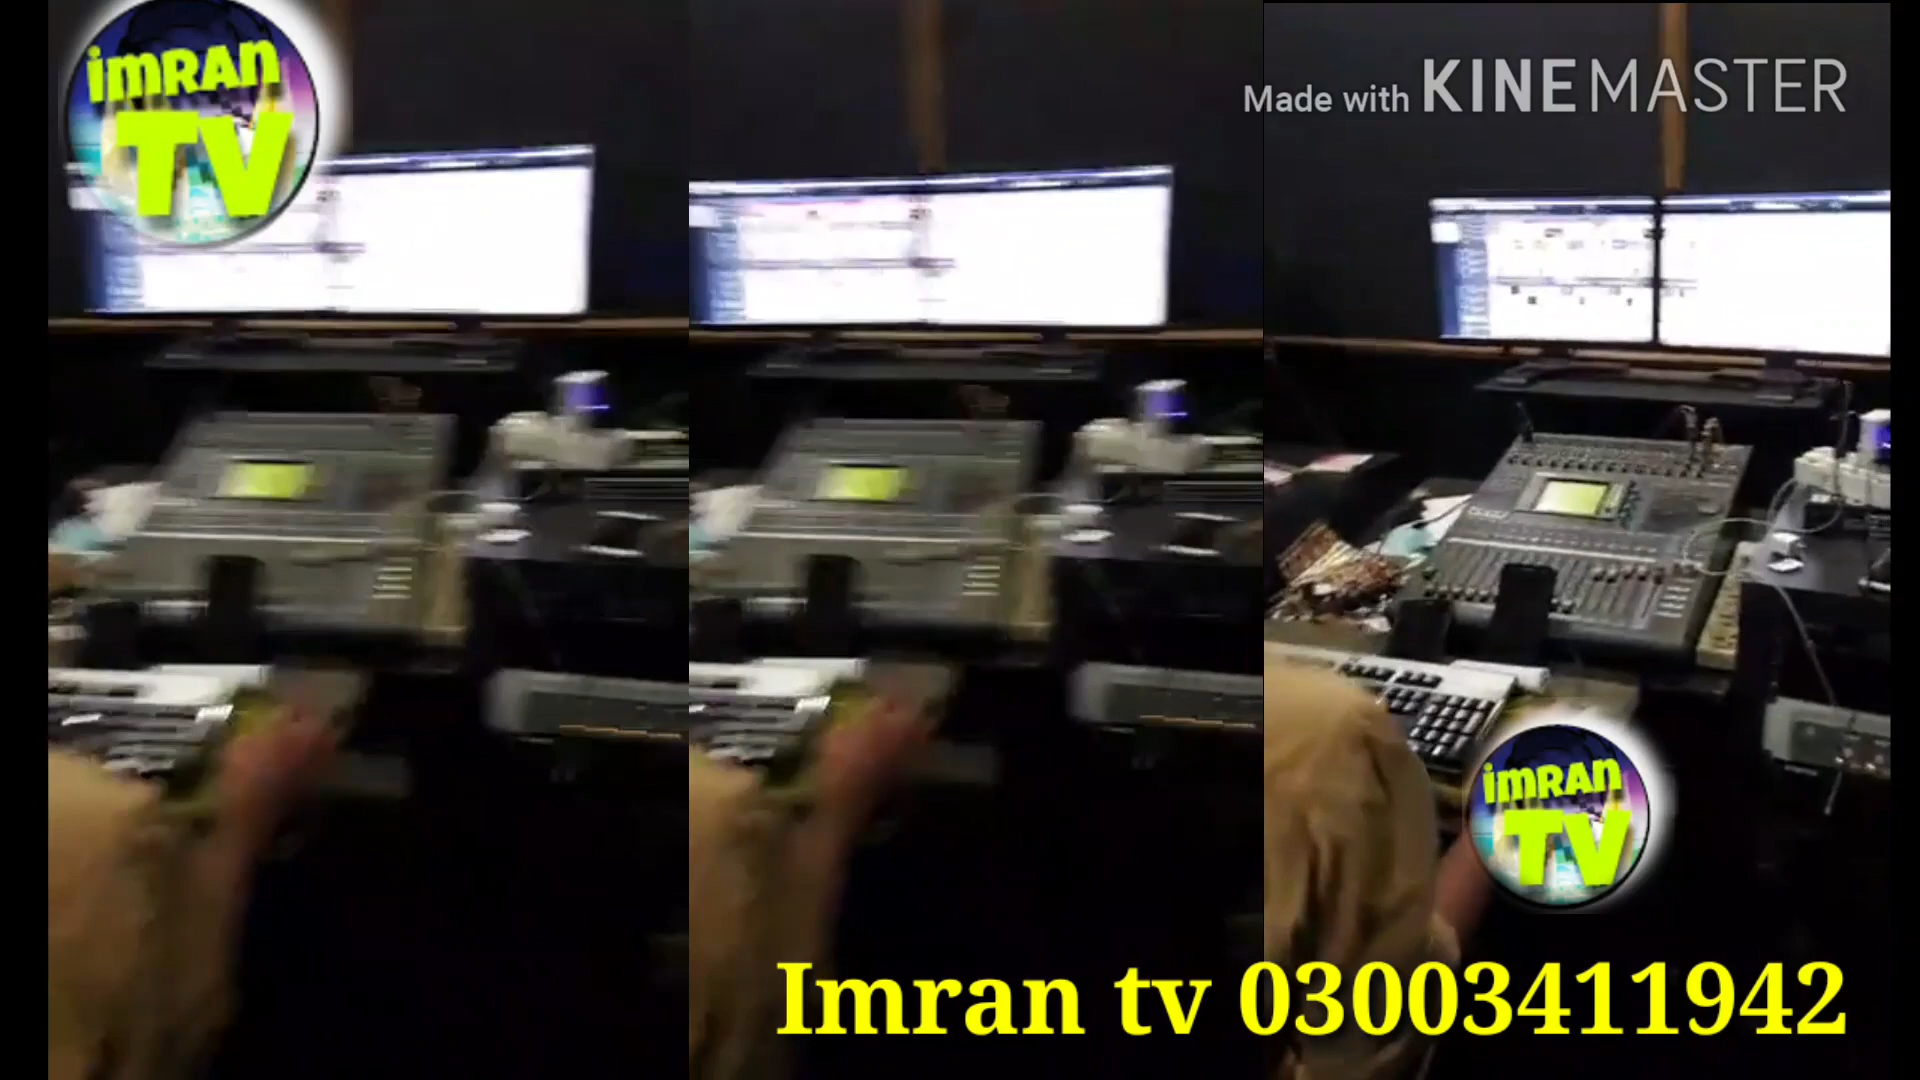 imRAn
TV
Made with KINEMASTER
imRAn
TV
Imran tv 03003411942